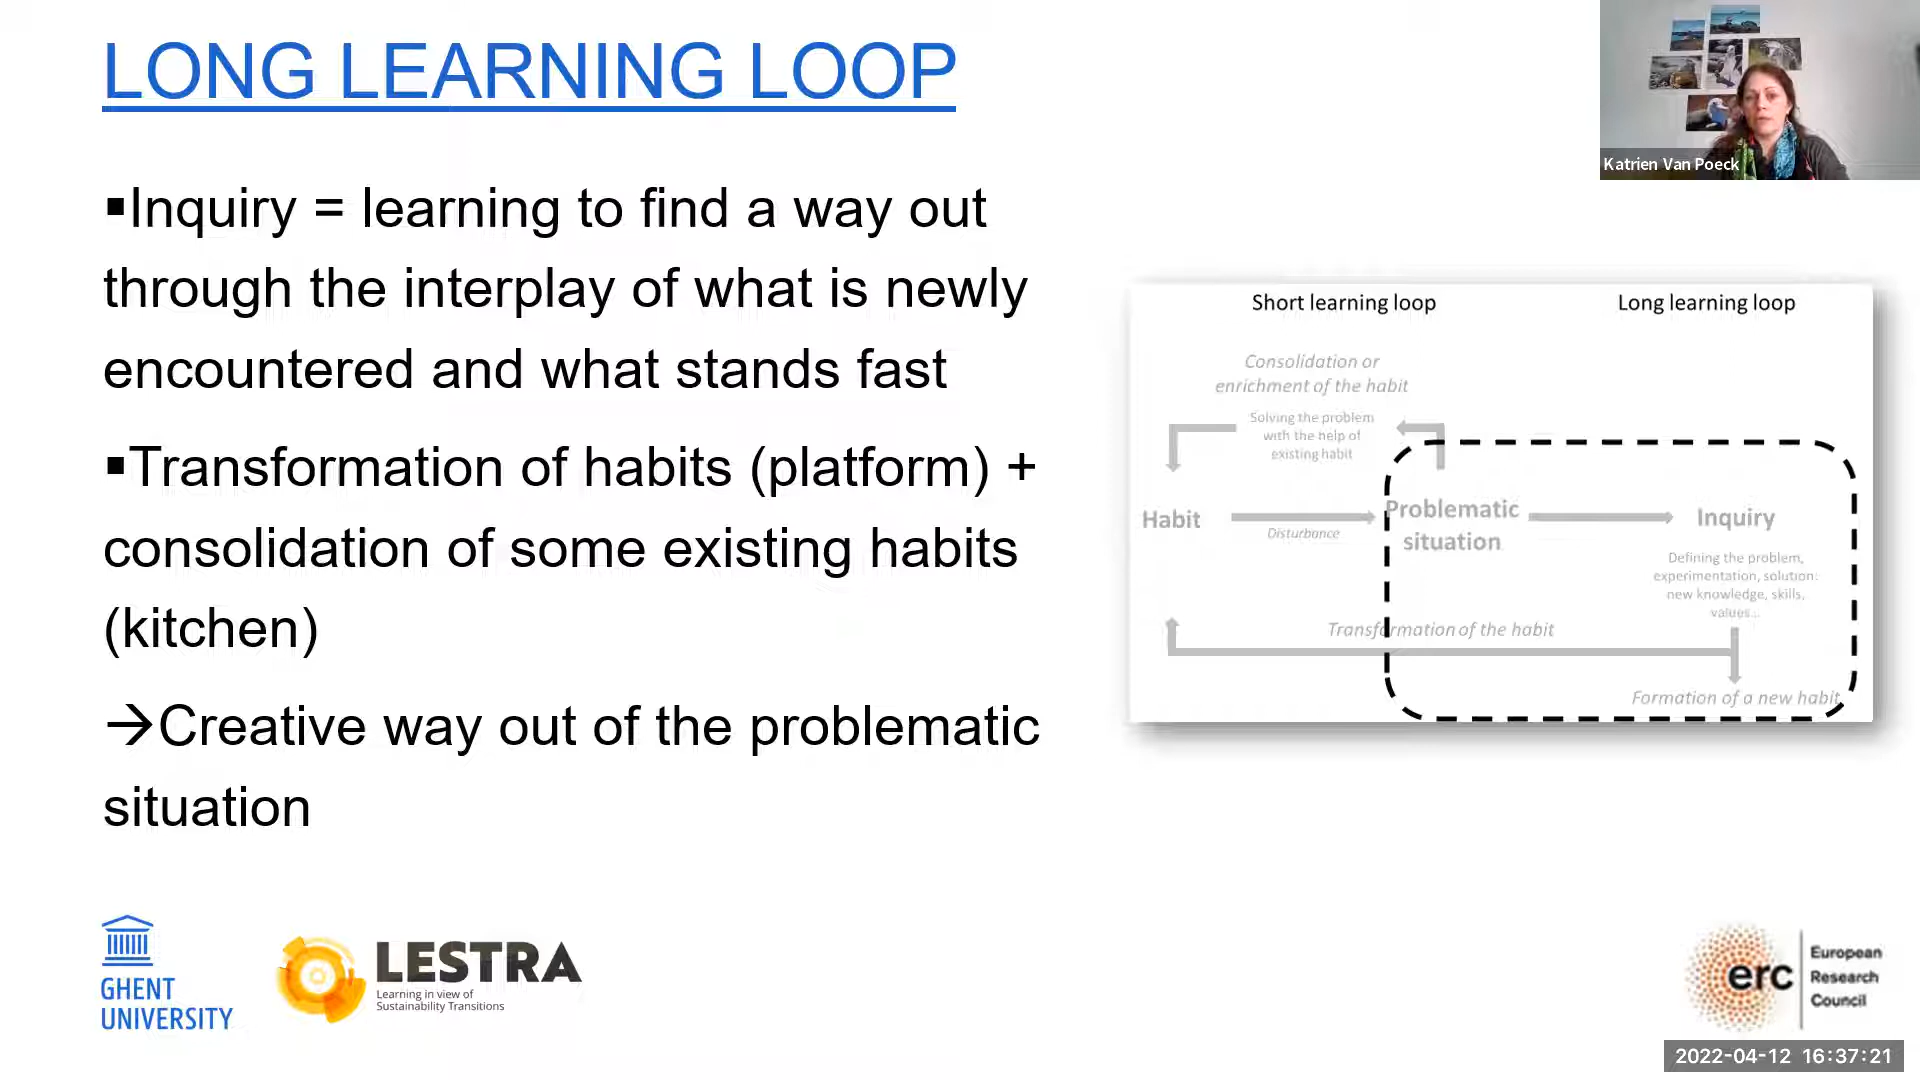 LONG LEARNING LOOP
Katrien Van Poeck
▪Inquiry = learning to find a way out
through the interplay of what is newly
encountered and what stands fast
▪Transformation of habits (platform) +
consolidation of some existing habits
(kitchen)
→Creative way out of the problematic
situation
Short learning loop
Long learning loop
Consolidation or
enrichment of the habit
Solving the problem
with the help of
existing habit
Habit
Disturbance
Problematic
situation
Inquiry
Defining the problem,
experimentation, solution:
new knowledge, skills,
values...
Transformation of the habit
Formation of a new habit
GHENT
UNIVERSITY
LESTRA
Learning in view of
Sustainability Transitions
erc
European
Research
Council
2022-04-12 16:37:21